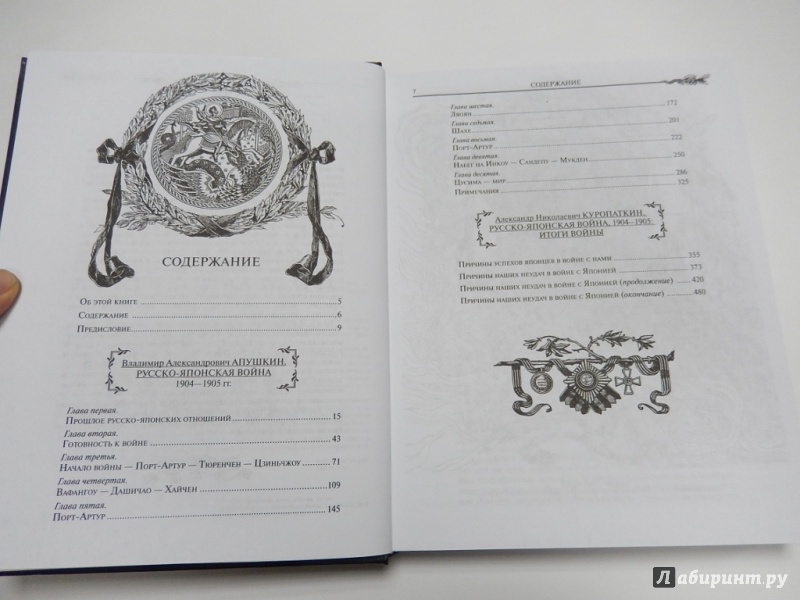 СОДЕРЖАНИЕ
ОБ ЭТОЙ КНИГЕ 5
СОДЕРЖАНИЕ 6
ПРЕДИСЛОВИЕ 9
Владимир Александрович АПУШКИН.
РУССКО-ЯПОНСКАЯ ВОЙНА
1904—1905 гг.
Глава первая.
ПРОШЛОЕ РУССКО-ЯПОНСКИХ ОТНОШЕНИЙ 15
Глава вторая.
ГОТОВНОСТЬ К ВОЙНЕ 43
Глава третья.
НАЧАЛО ВОЙНЫ — ПОРТ-АРТУР — ТЮРЕНЧЕН — ЦЗИНЬЧЖОУ 71
Глава четвертая.
ВАФАНГОУ — ДАШИЧАО — ХАЙЧЕН 109
Глава пятая.
ПОРТ-АРТУР 145
7 СОДЕРЖАНИЕ
Глава шестая.
ЛЯОЯН 172
Глава седьмая.
ШАХЕ 201
Глава восьмая.
ПОРТ-АРТУР 222
Глава девятая.
НАБЕГ НА ИНКОУ — САНДЕПУ — МУКДЕН 250
Глава десятая.
ЦУСИМА — МИР 286
ПРИМЕЧАНИЯ 325
Александр Николаевич КУРОПАТКИН.
РУССКО-ЯПОНСКАЯ ВОЙНА, 1904—1905:
ИТОГИ ВОЙНЫ
ПРИЧИНЫ УСПЕХОВ ЯПОНЦЕВ В ВОЙНЕ С НАМИ 355
ПРИЧИНЫ НАШИХ НЕУДАЧ В ВОЙНЕ С ЯПОНИЕЙ 373
ПРИЧИНЫ НАШИХ НЕУДАЧ В ВОЙНЕ С ЯПОНИЕЙ (продолжение) 420
ПРИЧИНЫ НАШИХ НЕУДАЧ В ВОЙНЕ С ЯПОНИЕЙ (окончание) 480
Лабиринт.ру